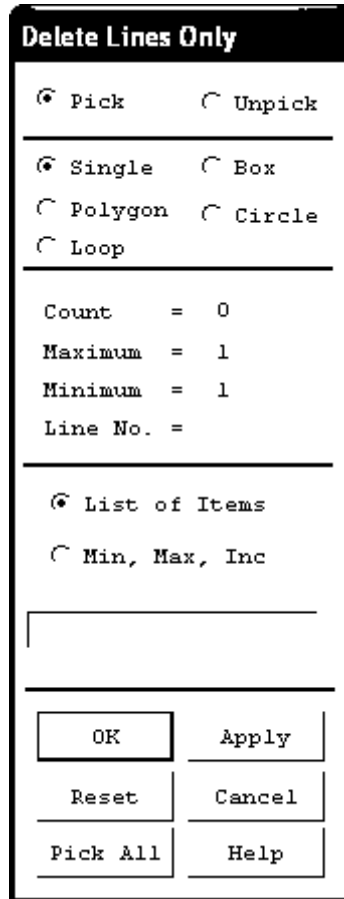 Delete Lines Only
Pick Unpick
Single Box
Polygon Circle
Loop
Count = 0
Maximum = 1
Minimum = 1
Line No. =
List of Items
Min, Max, Inc
OK Apply
Reset Cancel
Pick All Help